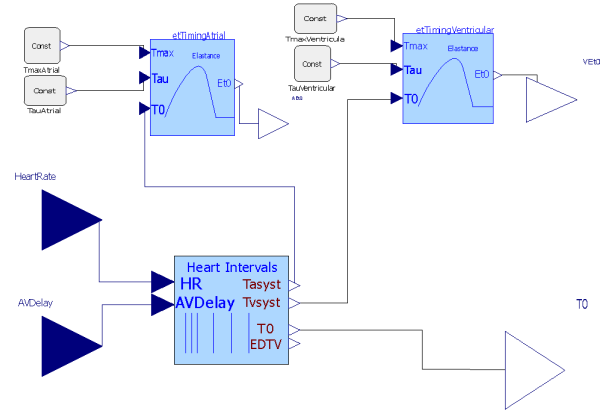 etTimingAtrial
etTimingVentricular
Const
TmaxAtrial
Const
TauAtrial
Tmax
Elastance
Tau
Et0
T0
Const
TmaxVentricula
Const
TauVentricular
Tmax
Elastance
Tau
Et0
T0
VEt0
HeartRate
AVDelay
Heart Intervals
HR
Tasyst
AVDelay
Tvsyst
T0
EDTV
T0